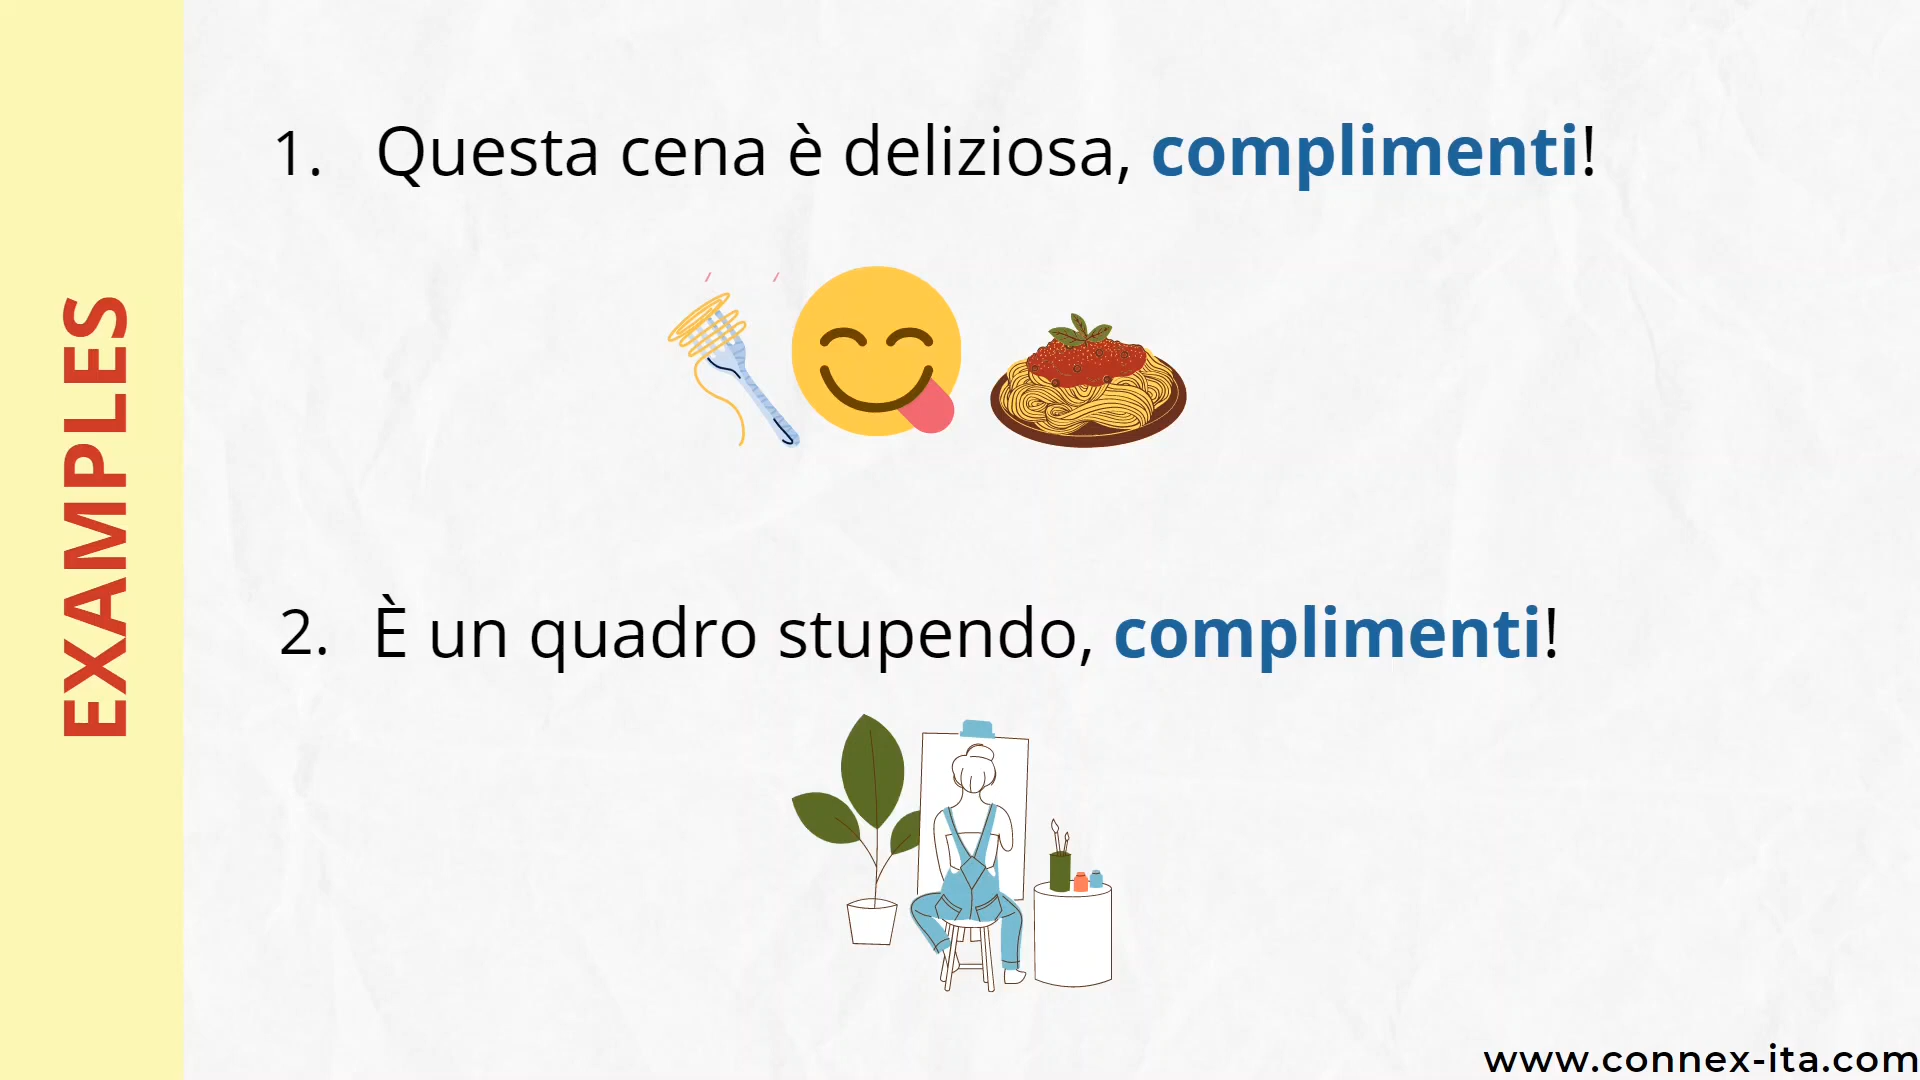 EXAMPLES
1. Questa cena è deliziosa, complimenti!
2. È un quadro stupendo, complimenti!
www.connex-ita.com